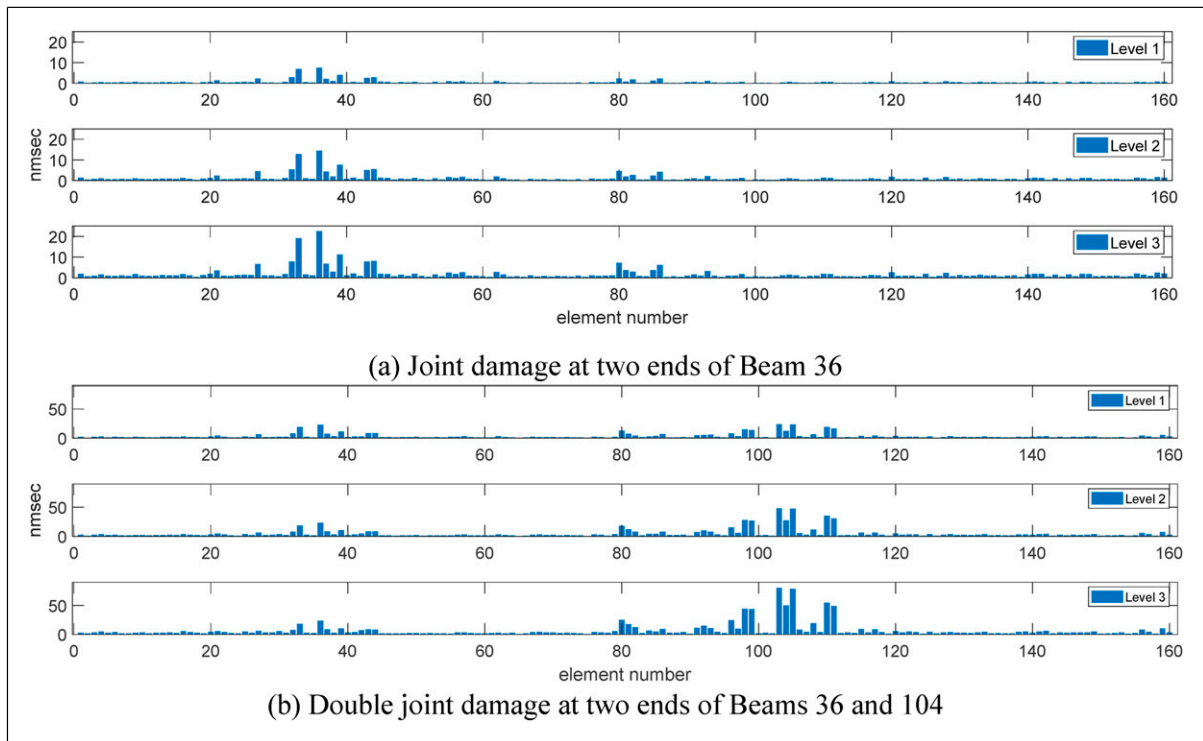 20
10
0
Level 1
0 20 40 60 80 100 120 140 160
nmsec
20
10
0
Level 2
0 20 40 60 80 100 120 140 160
20
10
0
Level 3
0 20 40 60 80 100 120 140 160
element number
(a) Joint damage at two ends of Beam 36
50
0
Level 1
0 20 40 60 80 100 120 140 160
nmsec
50
0
Level 2
0 20 40 60 80 100 120 140 160
50
0
Level 3
0 20 40 60 80 100 120 140 160
element number
(b) Double joint damage at two ends of Beams 36 and 104